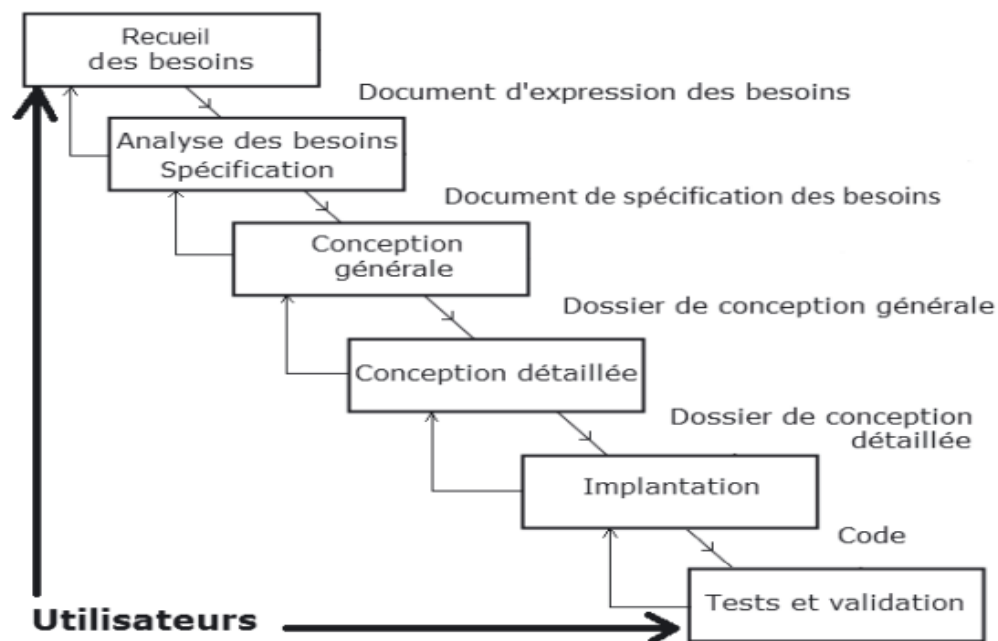 Recueil
des besoins
Document d'expression des besoins
Analyse des besoins
Spécification
Document de spécification des besoins
Conception
générale
Dossier de conception générale
Conception détaillée
Dossier de conception
détaillée
Implantation
Code
Tests et validation
Utilisateurs